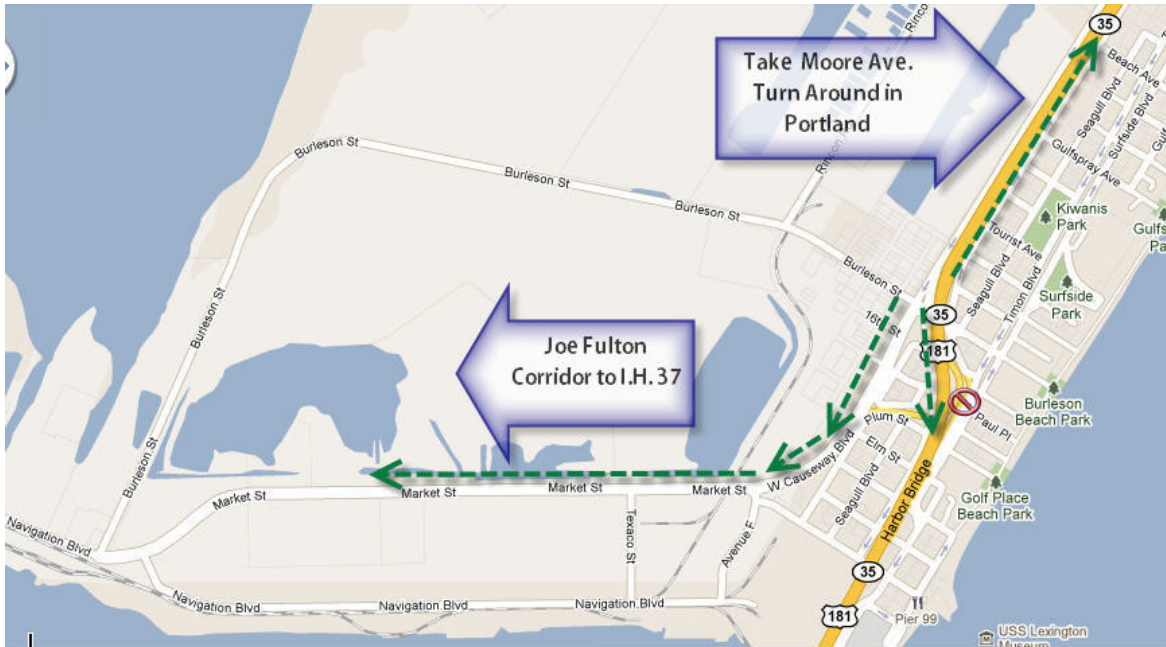 35
Beach Ave
Seagull Blvd
Surfside Blvd
Take Moore Ave.
Turn Around in
Portland
Gulfspray Ave
Kiwanis
Park
Burleson St
Burleson St
Burleson St
Tourist Ave
Seagull Blvd
Timon Blvd
Surfside
Park
Burleson St
Burleson St
16th St
35
181
Joe Fulton
Corridor to I.H. 37
Burleson
Beach Park
Plum St
Paul Pl
Elm St
Burleson St
W Causeway Blvd
Seagull Blvd
Harbor Bridge
Golf Place
Beach Park
Market St
Market St
Market St
Market St
Texaco St
Avenue F
Navigation Blvd
Navigation Blvd
Navigation Blvd
Navigation Blvd
35
181
Pier 99
USS Lexington
Museum